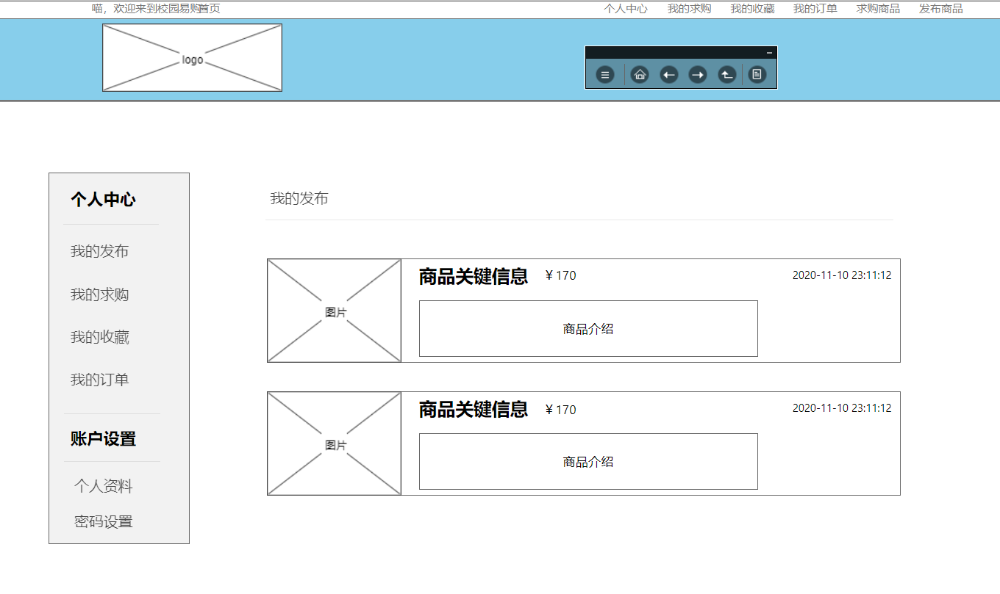 喵，欢迎来到校园易购
首页
个人中心 我的求购 我的收藏 我的订单 求购商品 发布商品
logo
个人中心
我的发布
我的求购
我的收藏
我的订单
账户设置
个人资料
密码设置
我的发布
图片
商品关键信息 ¥ 170 2020-11-10 23:11:12
商品介绍
图片
商品关键信息 ¥ 170 2020-11-10 23:11:12
商品介绍